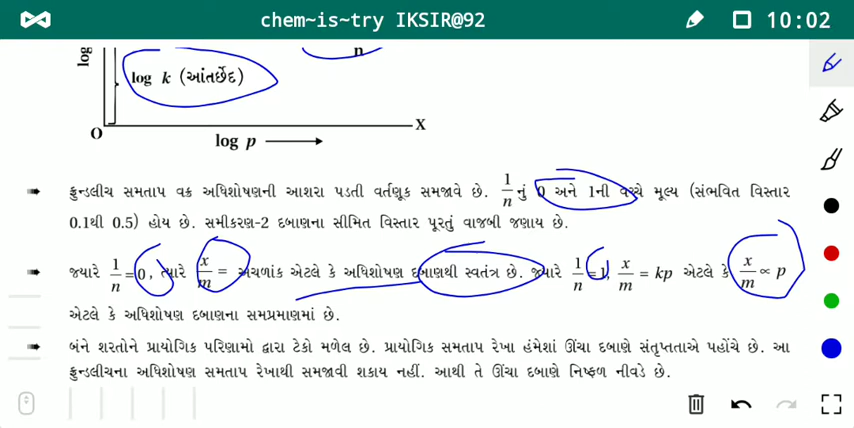 chem~is~try IKSIR@92
10:02
log
n
log k (આંતર્છેદ)
O
X
log p
ફ્રુન્ડલીચ સમતાપ વક્ર અધિશોષણની આશરા પડતી વર્તણૂક સમજાવે છે. 1/n નું 0 અને 1ની વચ્ચે મૂલ્ય (સંભવિત વિસ્તાર
0.1થી 0.5) હોય છે. સમીકરણ-2 દબાણના સીમિત વિસ્તાર પૂરતું વાજબી જણાય છે.
જ્યારે 1/n = 0, ત્યારે x/m = અચળાંક એટલે કે અધિશોષણ દબાણથી સ્વતંત્ર છે. જ્યારે 1/n = 1, x/m = kp એટલે કે x/m ∝ p
એટલે કે અધિશોષણ દબાણના સમપ્રમાણમાં છે.
બંને શરતોને પ્રાયોગિક પરિણામો દ્વારા ટેકો મળેલ છે. પ્રાયોગિક સમતાપ રેખા હંમેશાં ઊંચા દબાણે સંતૃપ્તતાએ પહોંચે છે. આ
ફ્રુન્ડલીચના અધિશોષણ સમતાપ રેખાથી સમજાવી શકાય નહીં. આથી તે ઊંચા દબાણે નિષ્ફળ નીવડે છે.